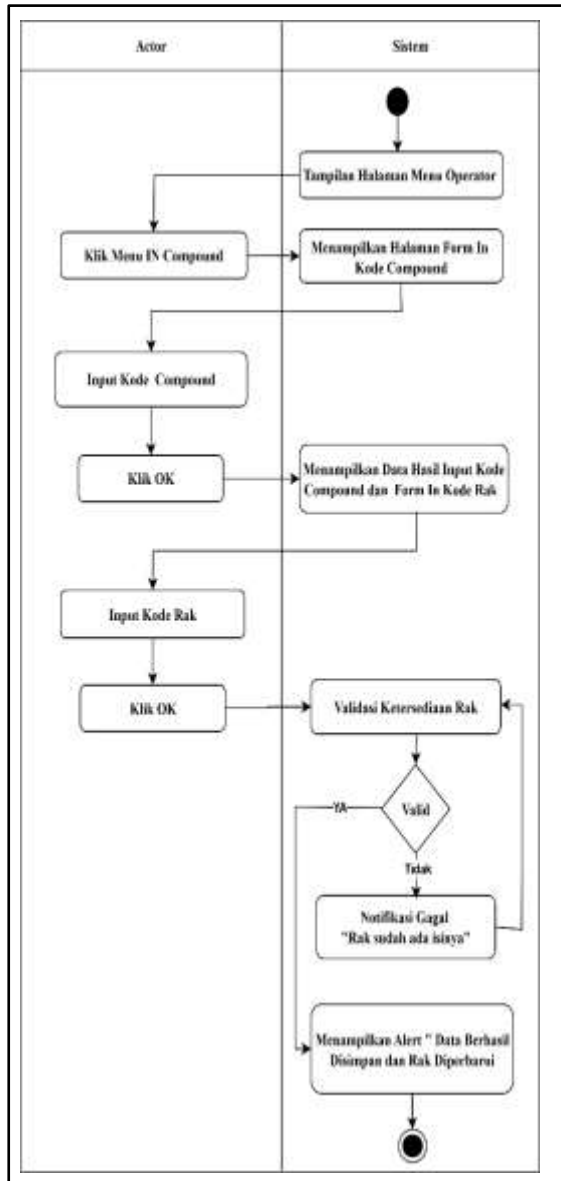 Actor
Sistem
Tampilan Halaman Menu Operator
Klik Menu IN Compound
Menampilkan Halaman Form In
Kode Compound
Input Kode Compound
Klik OK
Menampilkan Data Hasil Input Kode
Compound dan Form In Kode Rak
Input Kode Rak
Klik OK
Validasi Ketersediaan Rak
Valid
YA
Tidak
Notifikasi Gagal
"Rak sudah ada isinya"
Menampilkan Alert " Data Berhasil
Disimpan dan Rak Diperbarui